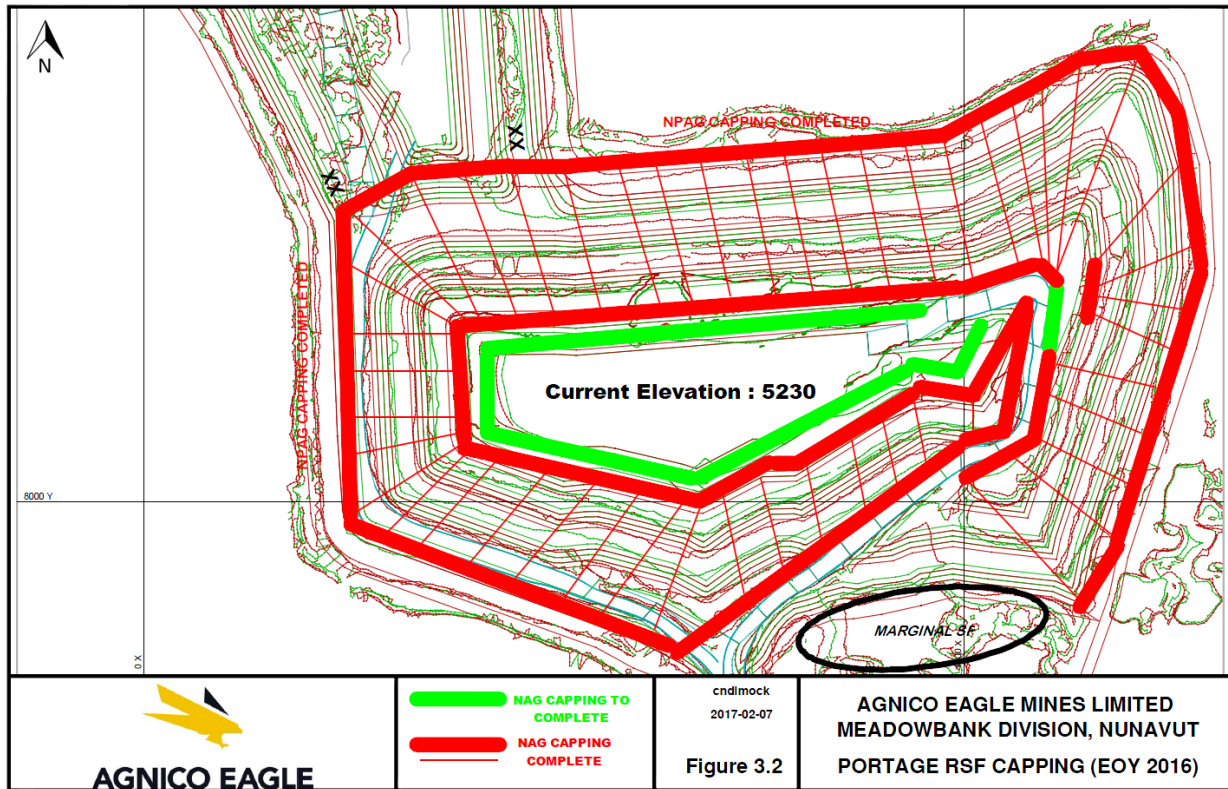 N
XX
XX
NPAG CAPPING COMPLETED
NPAG CAPPING COMPLETED
Current Elevation : 5230
8000 Y
0 X
MARGINAL SF
AGNICO EAGLE
NAG CAPPING TO
COMPLETE
NAG CAPPING
COMPLETE
cndlmock
2017-02-07
Figure 3.2
AGNICO EAGLE MINES LIMITED
MEADOWBANK DIVISION, NUNAVUT
PORTAGE RSF CAPPING (EOY 2016)